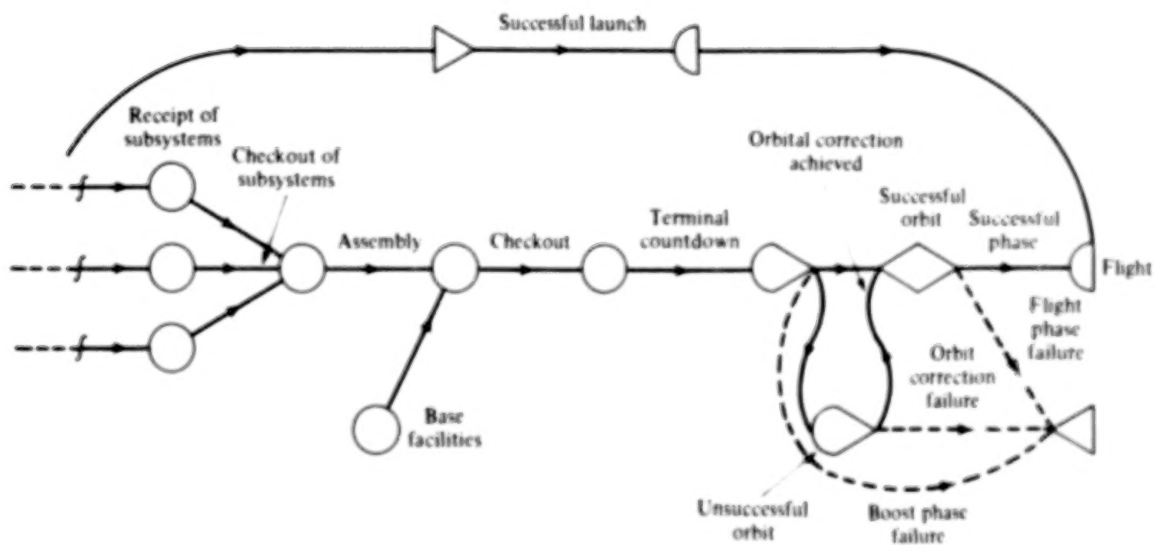 Successful launch
Receipt of
subsystems
Checkout of
subsystems
Orbital correction
achieved
Successful
orbit
Successful
phase
Terminal
countdown
Assembly
Checkout
Flight
Flight
phase
failure
Orbit
correction
failure
Base
facilities
Unsuccessful
orbit
Boost phase
failure